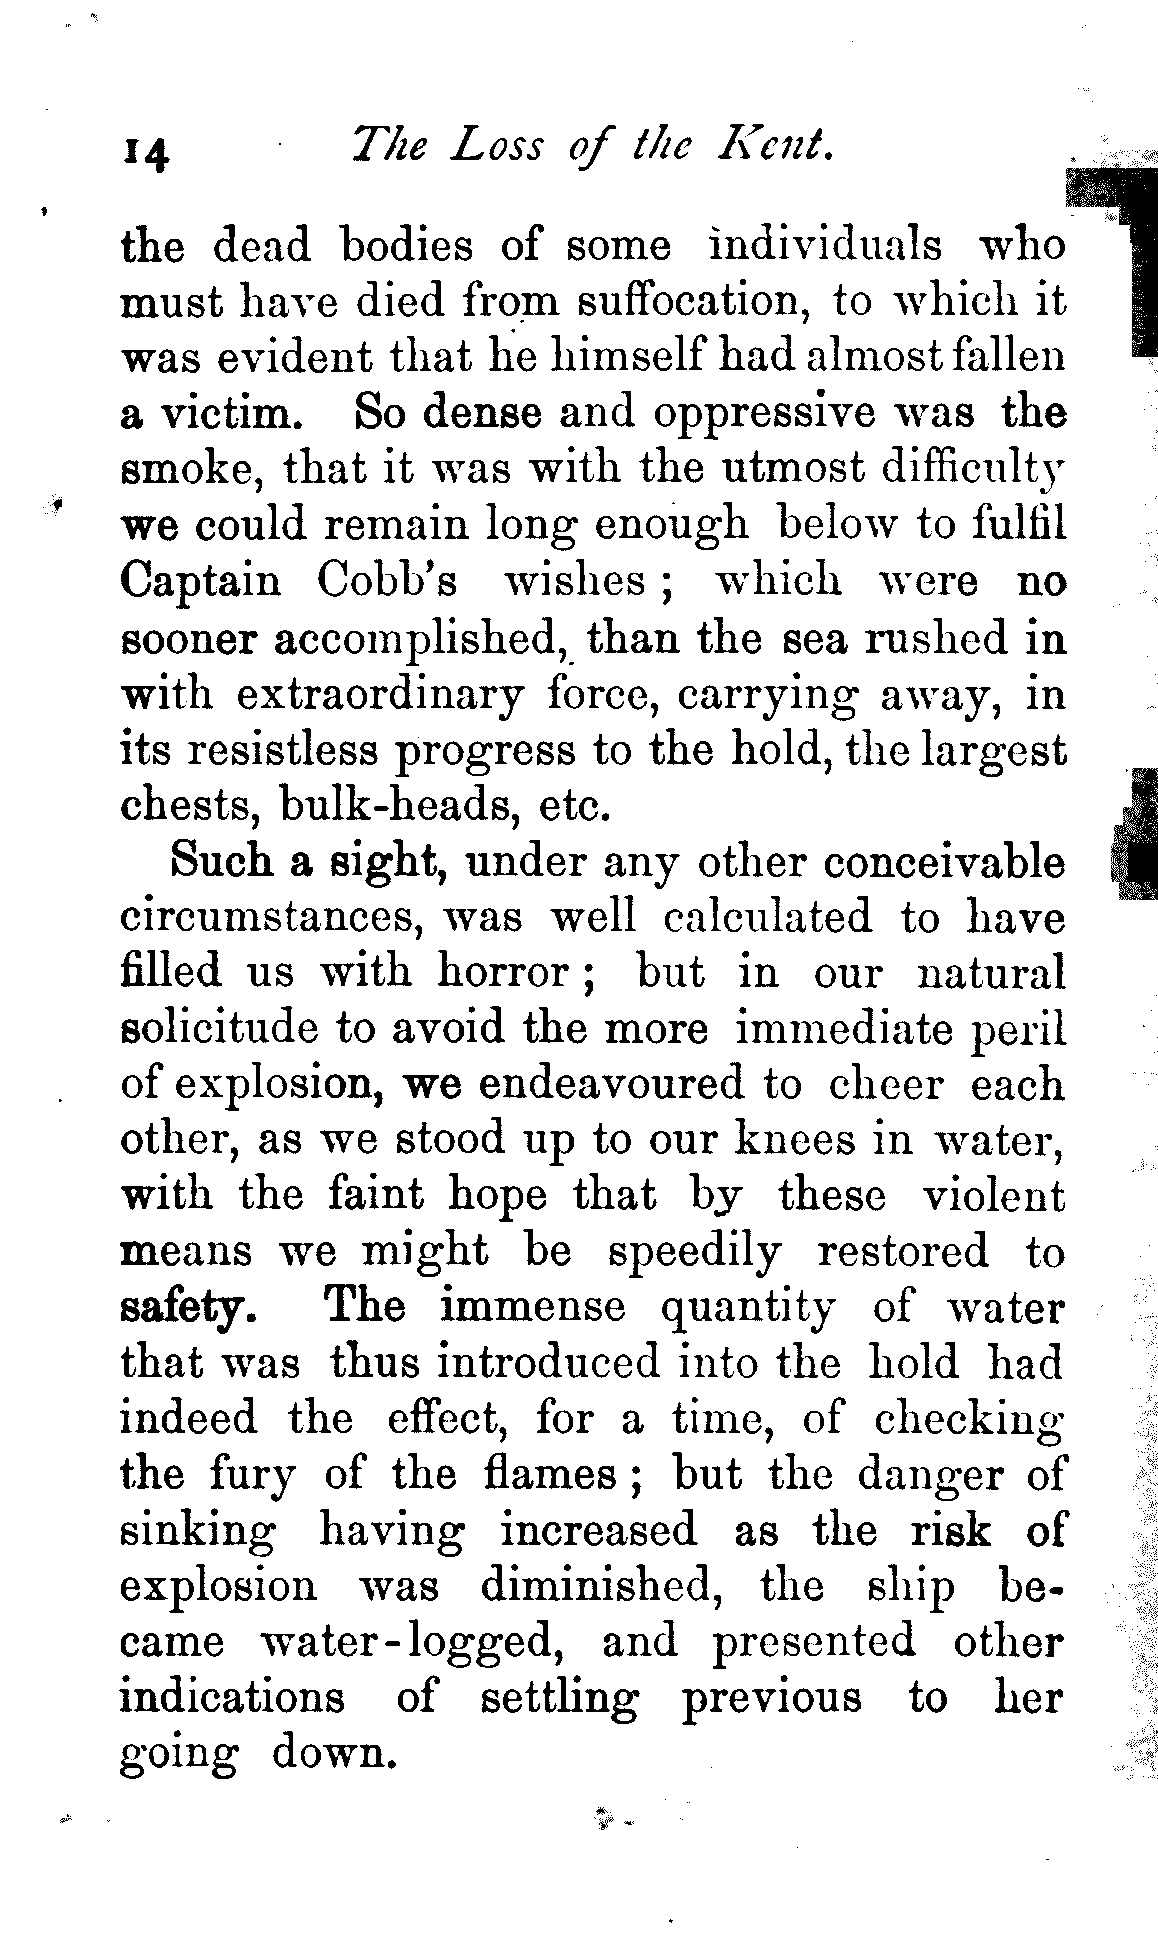 14 The Loss of the Kent.
the dead bodies of some individuals who
must have died from suffocation, to which it
was evident that he himself had almost fallen
a victim. So dense and oppressive was the
smoke, that it was with the utmost difficulty
we could remain long enough below to fulfil
Captain Cobb's wishes ; which were no
sooner accomplished, than the sea rushed in
with extraordinary force, carrying away, in
its resistless progress to the hold, the largest
chests, bulk-heads, etc.
Such a sight, under any other conceivable
circumstances, was well calculated to have
filled us with horror ; but in our natural
solicitude to avoid the more immediate peril
of explosion, we endeavoured to cheer each
other, as we stood up to our knees in water,
with the faint hope that by these violent
means we might be speedily restored to
safety. The immense quantity of water
that was thus introduced into the hold had
indeed the effect, for a time, of checking
the fury of the flames ; but the danger of
sinking having increased as the risk of
explosion was diminished, the ship be-
came water-logged, and presented other
indications of settling previous to her
going down.